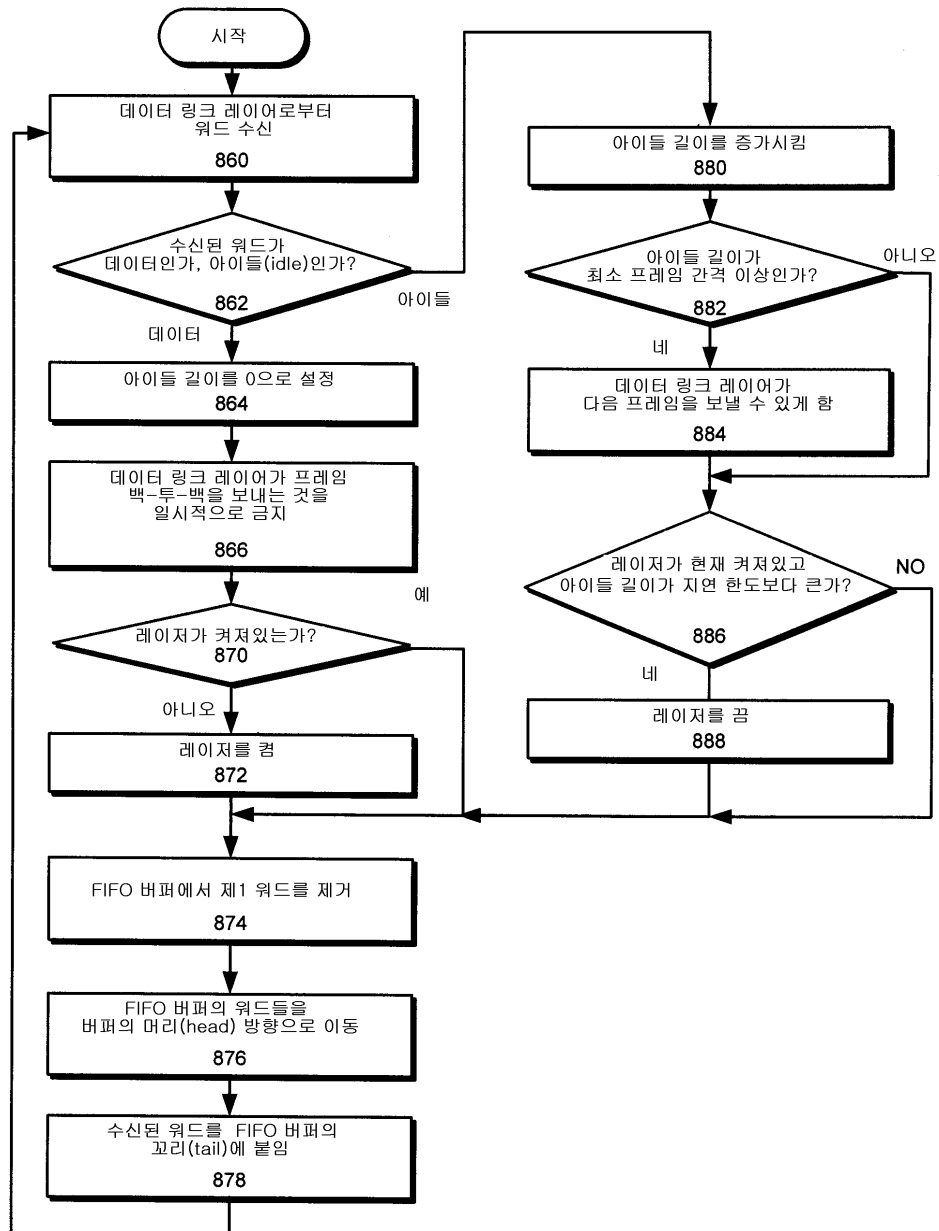 시작
데이터 링크 레이어로부터
워드 수신
860
수신된 워드가
데이터인가, 아이들(idle)인가?
862
아이들
데이터
아이들 길이를 0으로 설정
864
데이터 링크 레이어가 프레임
백-투-백을 보내는 것을
일시적으로 금지
866
예
레이저가 켜져있는가?
870
아니오
레이저를 켬
872
FIFO 버퍼에서 제1 워드를 제거
874
FIFO 버퍼의 워드들을
버퍼의 머리(head) 방향으로 이동
876
수신된 워드를 FIFO 버퍼의
꼬리(tail)에 붙임
878
아이들 길이를 증가시킴
880
아이들 길이가
최소 프레임 간격 이상인가?
882
아니오
네
데이터 링크 레이어가
다음 프레임을 보낼 수 있게 함
884
레이저가 현재 켜져있고
아이들 길이가 지연 한도보다 큰가?
886
NO
네
레이저를 끔
888